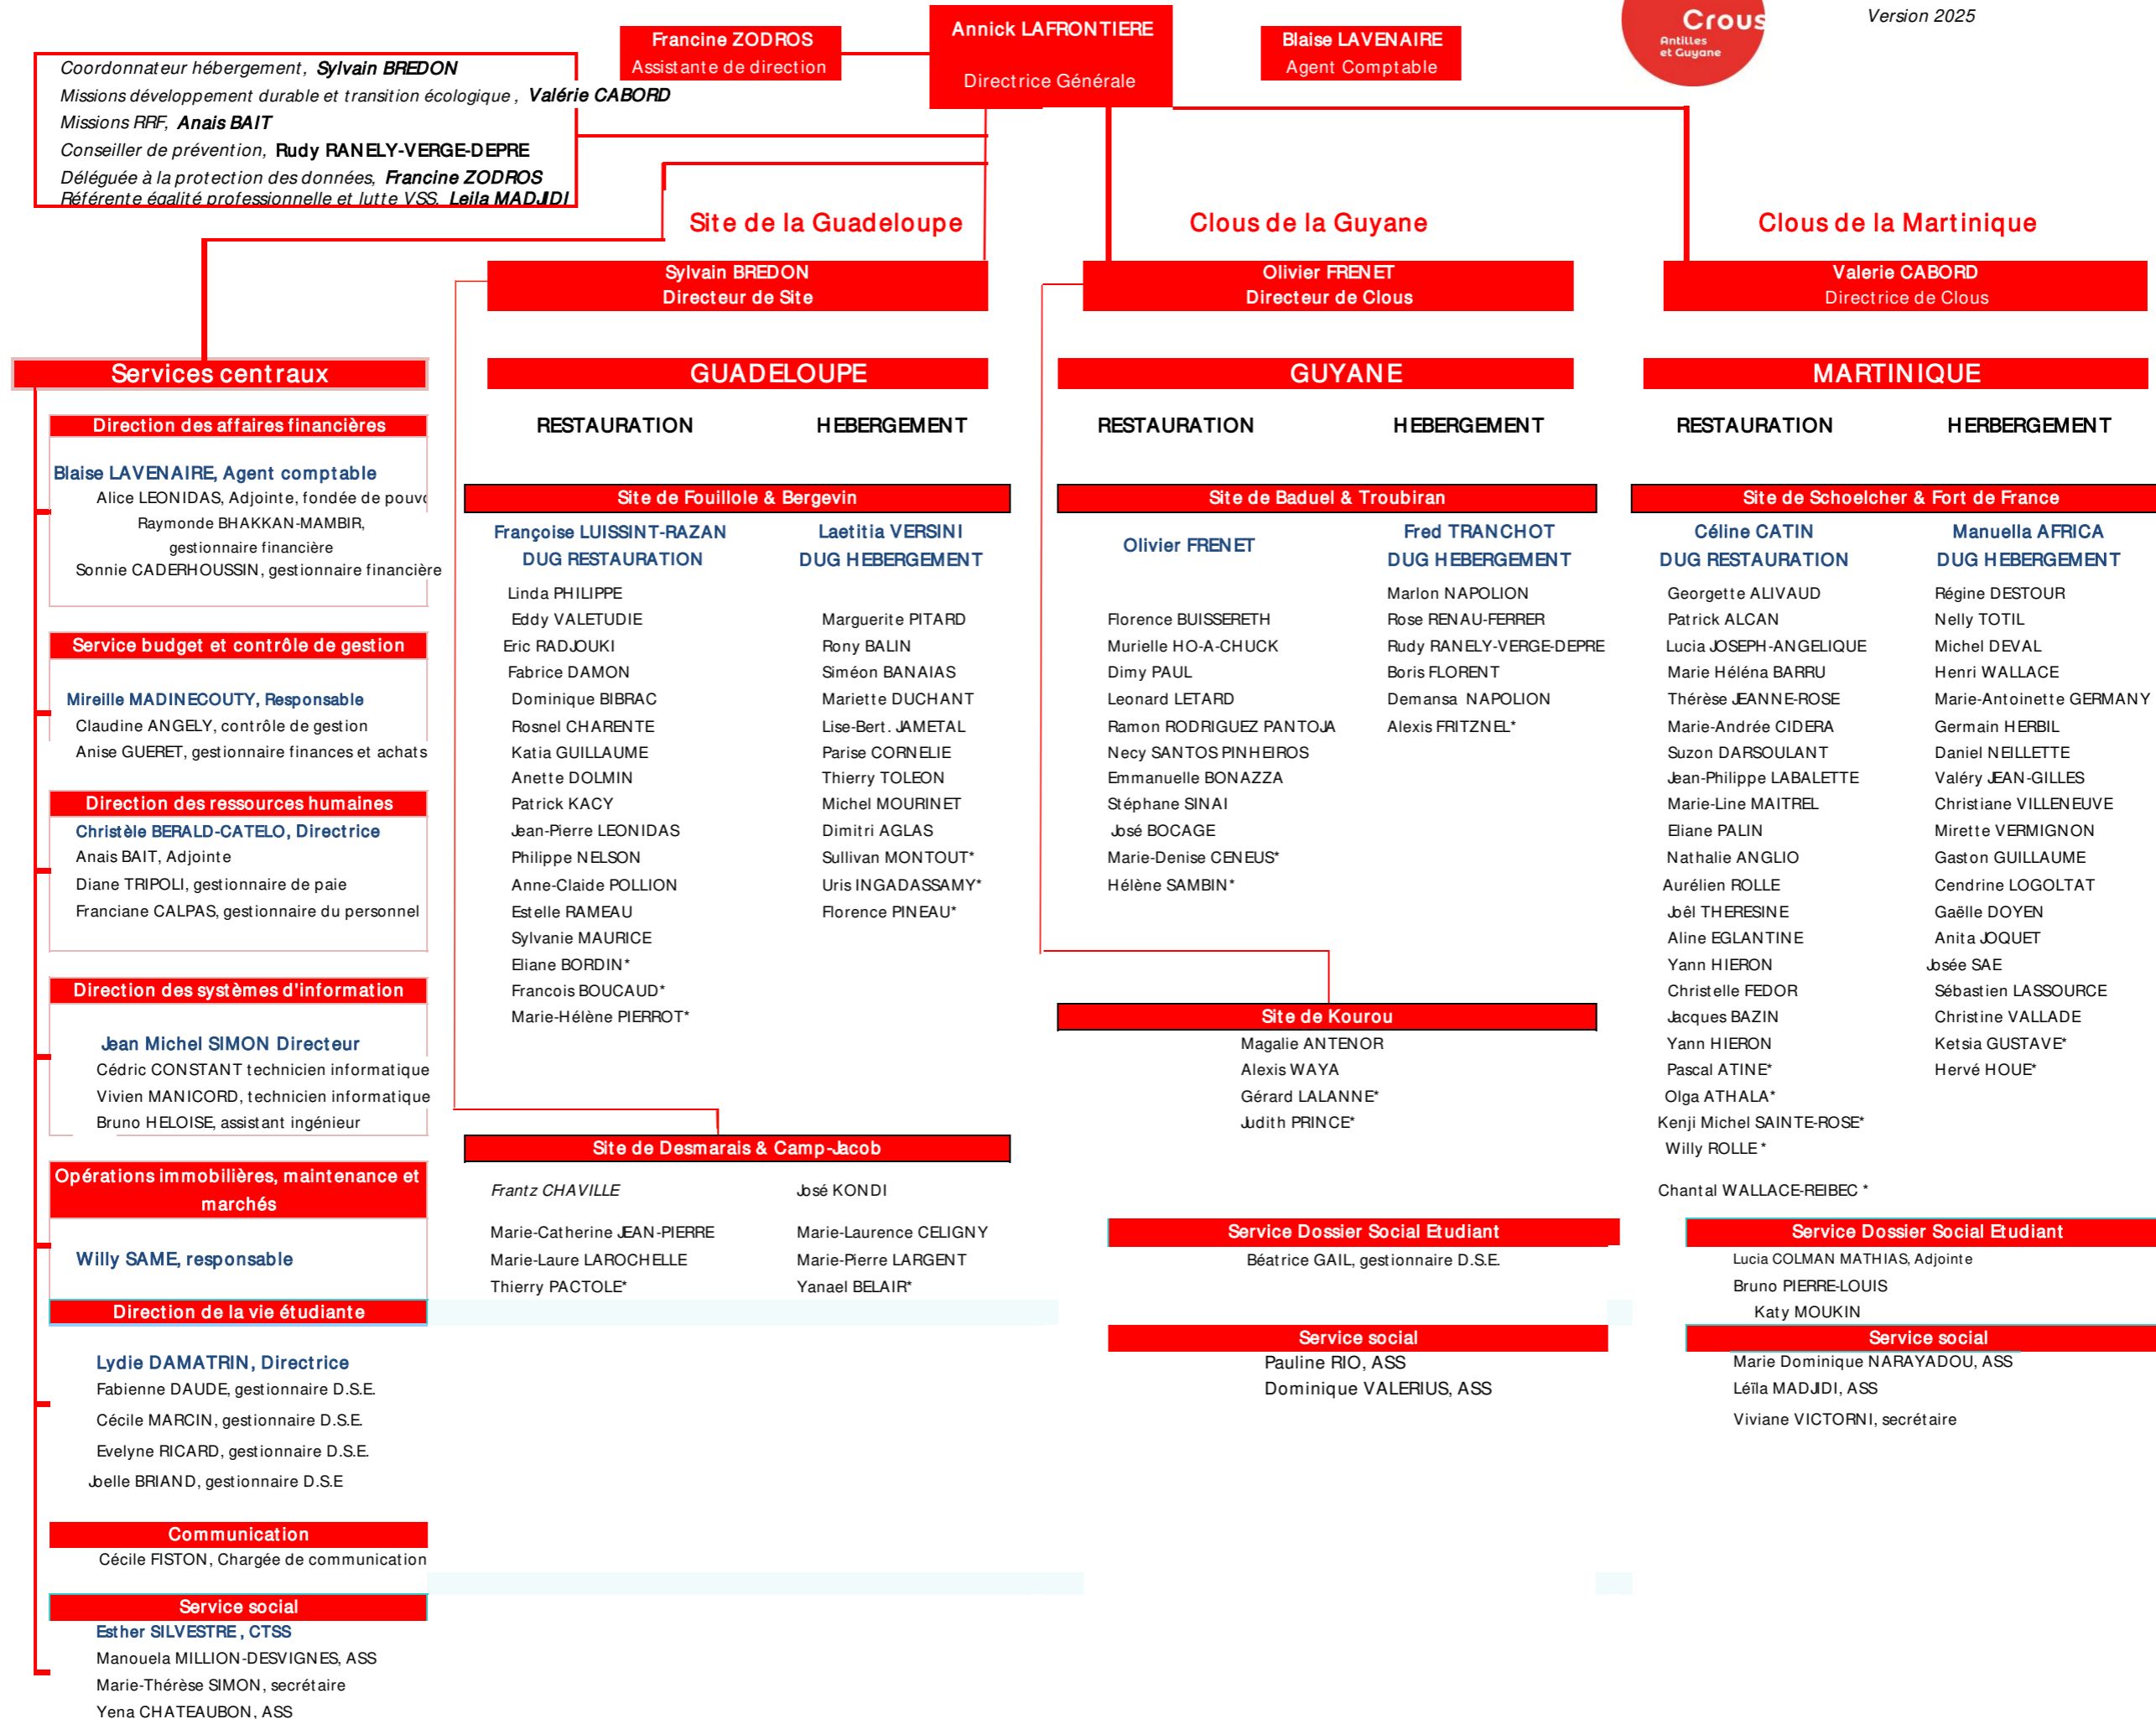 Version 2025
Crous
Antilles
et Guyane
Annick LAFRONTIERE
Directrice Générale
Francine ZODROS
Assistante de direction
Blaise LAVENAIRE
Agent Comptable
Coordonnateur hébergement, Sylvain BREDON
Missions développement durable et transition écologique , Valérie CABORD
Missions RRF, Anais BAIT
Conseiller de prévention, Rudy RANELY-VERGE-DEPRE
Déléguée à la protection des données, Francine ZODROS
Référente égalité professionnelle et lutte VSS, Leila MADJIDI
Site de la Guadeloupe
Clous de la Guyane
Clous de la Martinique
Sylvain BREDON
Directeur de Site
Olivier FRENET
Directeur de Clous
Valerie CABORD
Directrice de Clous
Services centraux
Direction des affaires financières
Blaise LAVENAIRE, Agent comptable
Alice LEONIDAS, Adjointe, fondée de pouvo
Raymonde BHAKKAN-MAMBIR,
gestionnaire financière
Sonnie CADERHOUSSIN, gestionnaire financière
Service budget et contrôle de gestion
Mireille MADINECOUTY, Responsable
Claudine ANGELY, contrôle de gestion
Anise GUERET, gestionnaire finances et achats
Direction des ressources humaines
Christèle BERALD-CATELO, Directrice
Anais BAIT, Adjointe
Diane TRIPOLI, gestionnaire de paie
Franciane CALPAS, gestionnaire du personnel
Direction des systèmes d'information
Jean Michel SIMON Directeur
Cédric CONSTANT technicien informatique
Vivien MANICORD, technicien informatique
Bruno HELOISE, assistant ingénieur
Opérations immobilières, maintenance et
marchés
Willy SAME, responsable
Direction de la vie étudiante
Lydie DAMATRIN, Directrice
Fabienne DAUDE, gestionnaire D.S.E.
Cécile MARCIN, gestionnaire D.S.E.
Evelyne RICARD, gestionnaire D.S.E.
Joelle BRIAND, gestionnaire D.S.E
Communication
Cécile FISTON, Chargée de communication
Service social
Esther SILVESTRE , CTSS
Manouela MILLION-DESVIGNES, ASS
Marie-Thérèse SIMON, secrétaire
Yena CHATEAUBON, ASS
GUADELOUPE
RESTAURATION
HEBERGEMENT
Site de Fouillole & Bergevin
Françoise LUISSINT-RAZAN
DUG RESTAURATION
Linda PHILIPPE
Eddy VALETUDIE
Eric RADJOUKI
Fabrice DAMON
Dominique BIBRAC
Rosnel CHARENTE
Katia GUILLAUME
Anette DOLMIN
Patrick KACY
Jean-Pierre LEONIDAS
Philippe NELSON
Anne-Claide POLLION
Estelle RAMEAU
Sylvanie MAURICE
Eliane BORDIN*
Francois BOUCAUD*
Marie-Hélène PIERROT*
Laetitia VERSINI
DUG HEBERGEMENT
Marguerite PITARD
Rony BALIN
Siméon BANAIAS
Mariette DUCHANT
Lise-Bert. JAMETAL
Parise CORNELIE
Thierry TOLEON
Michel MOURINET
Dimitri AGLAS
Sullivan MONTOUT*
Uris INGADASSAMY*
Florence PINEAU*
Site de Desmarais & Camp-Jacob
Frantz CHAVILLE
Marie-Catherine JEAN-PIERRE
Marie-Laure LAROCHELLE
Thierry PACTOLE*
José KONDI
Marie-Laurence CELIGNY
Marie-Pierre LARGENT
Yanael BELAIR*
GUYANE
RESTAURATION
HEBERGEMENT
Site de Baduel & Troubiran
Olivier FRENET
Florence BUISSERETH
Murielle HO-A-CHUCK
Dimy PAUL
Leonard LETARD
Ramon RODRIGUEZ PANTOJA
Necy SANTOS PINHEIROS
Emmanuelle BONAZZA
Stéphane SINAI
José BOCAGE
Marie-Denise CENEUS*
Hélène SAMBIN*
Fred TRANCHOT
DUG HEBERGEMENT
Marlon NAPOLION
Rose RENAU-FERRER
Rudy RANELY-VERGE-DEPRE
Boris FLORENT
Demansa NAPOLION
Alexis FRITZNEL*
Site de Kourou
Magalie ANTENOR
Alexis WAYA
Gérard LALANNE*
Judith PRINCE*
Service Dossier Social Etudiant
Béatrice GAIL, gestionnaire D.S.E.
Service social
Pauline RIO, ASS
Dominique VALERIUS, ASS
MARTINIQUE
RESTAURATION
HERBERGEMENT
Site de Schoelcher & Fort de France
Céline CATIN
DUG RESTAURATION
Georgette ALIVAUD
Patrick ALCAN
Lucia JOSEPH-ANGELIQUE
Marie Héléna BARRU
Thérèse JEANNE-ROSE
Marie-Andrée CIDERA
Suzon DARSOULANT
Jean-Philippe LABALETTE
Marie-Line MAITREL
Eliane PALIN
Nathalie ANGLIO
Aurélien ROLLE
Joêl THERESINE
Aline EGLANTINE
Yann HIERON
Christelle FEDOR
Jacques BAZIN
Yann HIERON
Pascal ATINE*
Olga ATHALA*
Kenji Michel SAINTE-ROSE*
Willy ROLLE *
Chantal WALLACE-REIBEC *
Manuella AFRICA
DUG HEBERGEMENT
Régine DESTOUR
Nelly TOTIL
Michel DEVAL
Henri WALLACE
Marie-Antoinette GERMANY
Germain HERBIL
Daniel NEILLETTE
Valéry JEAN-GILLES
Christiane VILLENEUVE
Mirette VERMIGNON
Gaston GUILLAUME
Cendrine LOGOLTAT
Gaëlle DOYEN
Anita JOQUET
Josée SAE
Sébastien LASSOURCE
Christine VALLADE
Ketsia GUSTAVE*
Hervé HOUE*
Service Dossier Social Etudiant
Lucia COLMAN MATHIAS, Adjointe
Bruno PIERRE-LOUIS
Katy MOUKIN
Service social
Marie Dominique NARAYADOU, ASS
Léïla MADJIDI, ASS
Viviane VICTORNI, secrétaire